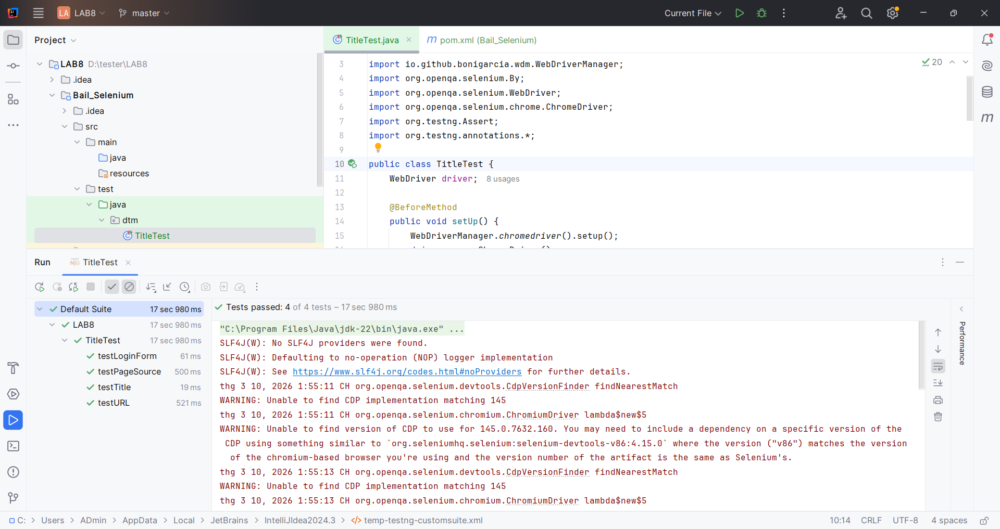 LA LAB8 master Current File
Project
TitleTest.java
m pom.xml (Bail_Selenium)
LAB8 D:\tester\LAB8
.idea
Bail_Selenium
.idea
src
main
java
resources
test
java
dtm
TitleTest
20
3 import io.github.bonigarcia.wdm.WebDriverManager;
4 import org.openqa.selenium.By;
5 import org.openqa.selenium.WebDriver;
6 import org.openqa.selenium.chrome.ChromeDriver;
7 import org.testng.Assert;
8 import org.testng.annotations.*;
9
10 public class TitleTest {
11 WebDriver driver; 8 usages
12
13 @BeforeMethod
14 public void setUp() {
15 WebDriverManager.chromedriver().setup();
m
Run TitleTest
Default Suite 17 sec 980 ms
LAB8 17 sec 980 ms
TitleTest 17 sec 980 ms
testLoginForm 61 ms
testPageSource 500 ms
testTitle 19 ms
testURL 521 ms
Tests passed: 4 of 4 tests – 17 sec 980 ms
"C:\Program Files\Java\jdk-22\bin\java.exe" ...
SLF4J(W): No SLF4J providers were found.
SLF4J(W): Defaulting to no-operation (NOP) logger implementation
SLF4J(W): See https://www.slf4j.org/codes.html#noProviders for further details.
thg 3 10, 2026 1:55:11 CH org.openqa.selenium.devtools.CdpVersionFinder findNearestMatch
WARNING: Unable to find CDP implementation matching 145
thg 3 10, 2026 1:55:11 CH org.openqa.selenium.chromium.ChromiumDriver lambda$new$5
WARNING: Unable to find version of CDP to use for 145.0.7632.160. You may need to include a dependency on a specific version of the
CDP using something similar to `org.seleniumhq.selenium:selenium-devtools-v86:4.15.0` where the version ("v86") matches the version
of the chromium-based browser you're using and the version number of the artifact is the same as Selenium's.
thg 3 10, 2026 1:55:13 CH org.openqa.selenium.devtools.CdpVersionFinder findNearestMatch
WARNING: Unable to find CDP implementation matching 145
thg 3 10, 2026 1:55:13 CH org.openqa.selenium.chromium.ChromiumDriver lambda$new$5
Performance
C: > Users > ADmin > AppData > Local > JetBrains > IntelliJIdea2024.3 > temp-testng-customsuite.xml
10:14 CRLF UTF-8 4 spaces